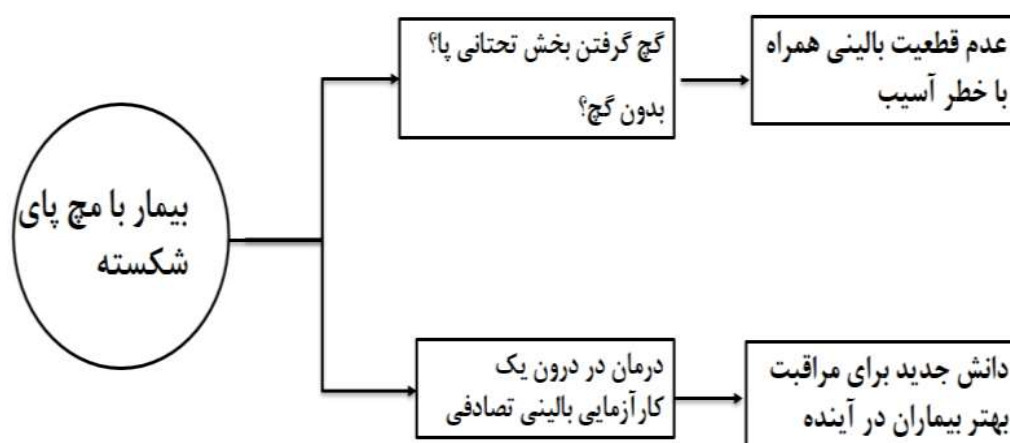 بیمار با مچ پای
شکسته
گچ گرفتن بخش تحتانی پا؟
بدون گچ؟
عدم قطعیت بالینی همراه
با خطر آسیب
درمان در درون یک
کارآزمایی بالینی تصادفی
دانش جدید برای مراقبت
بهتر بیماران در آینده